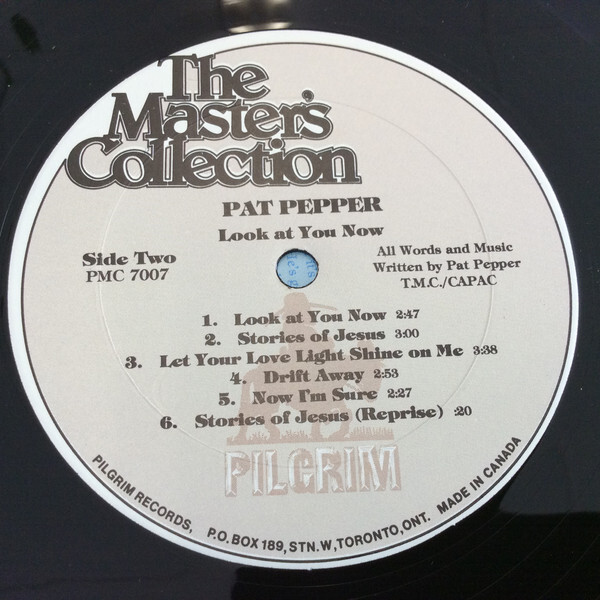 The
Master's
Collection
PAT PEPPER
Look at You Now
Side Two
PMC 7007
All Words and Music
Written by Pat Pepper
T.M.C./CAPAC
1. Look at You Now 2:47
2. Stories of Jesus 3:00
3. Let Your Love Light Shine on Me 3:38
4. Drift Away 2:53
5. Now I'm Sure 2:27
6. Stories of Jesus (Reprise) :20
PILGRIM
PILGRIM RECORDS, P.O. BOX 189, STN. W, TORONTO, ONT. MADE IN CANADA